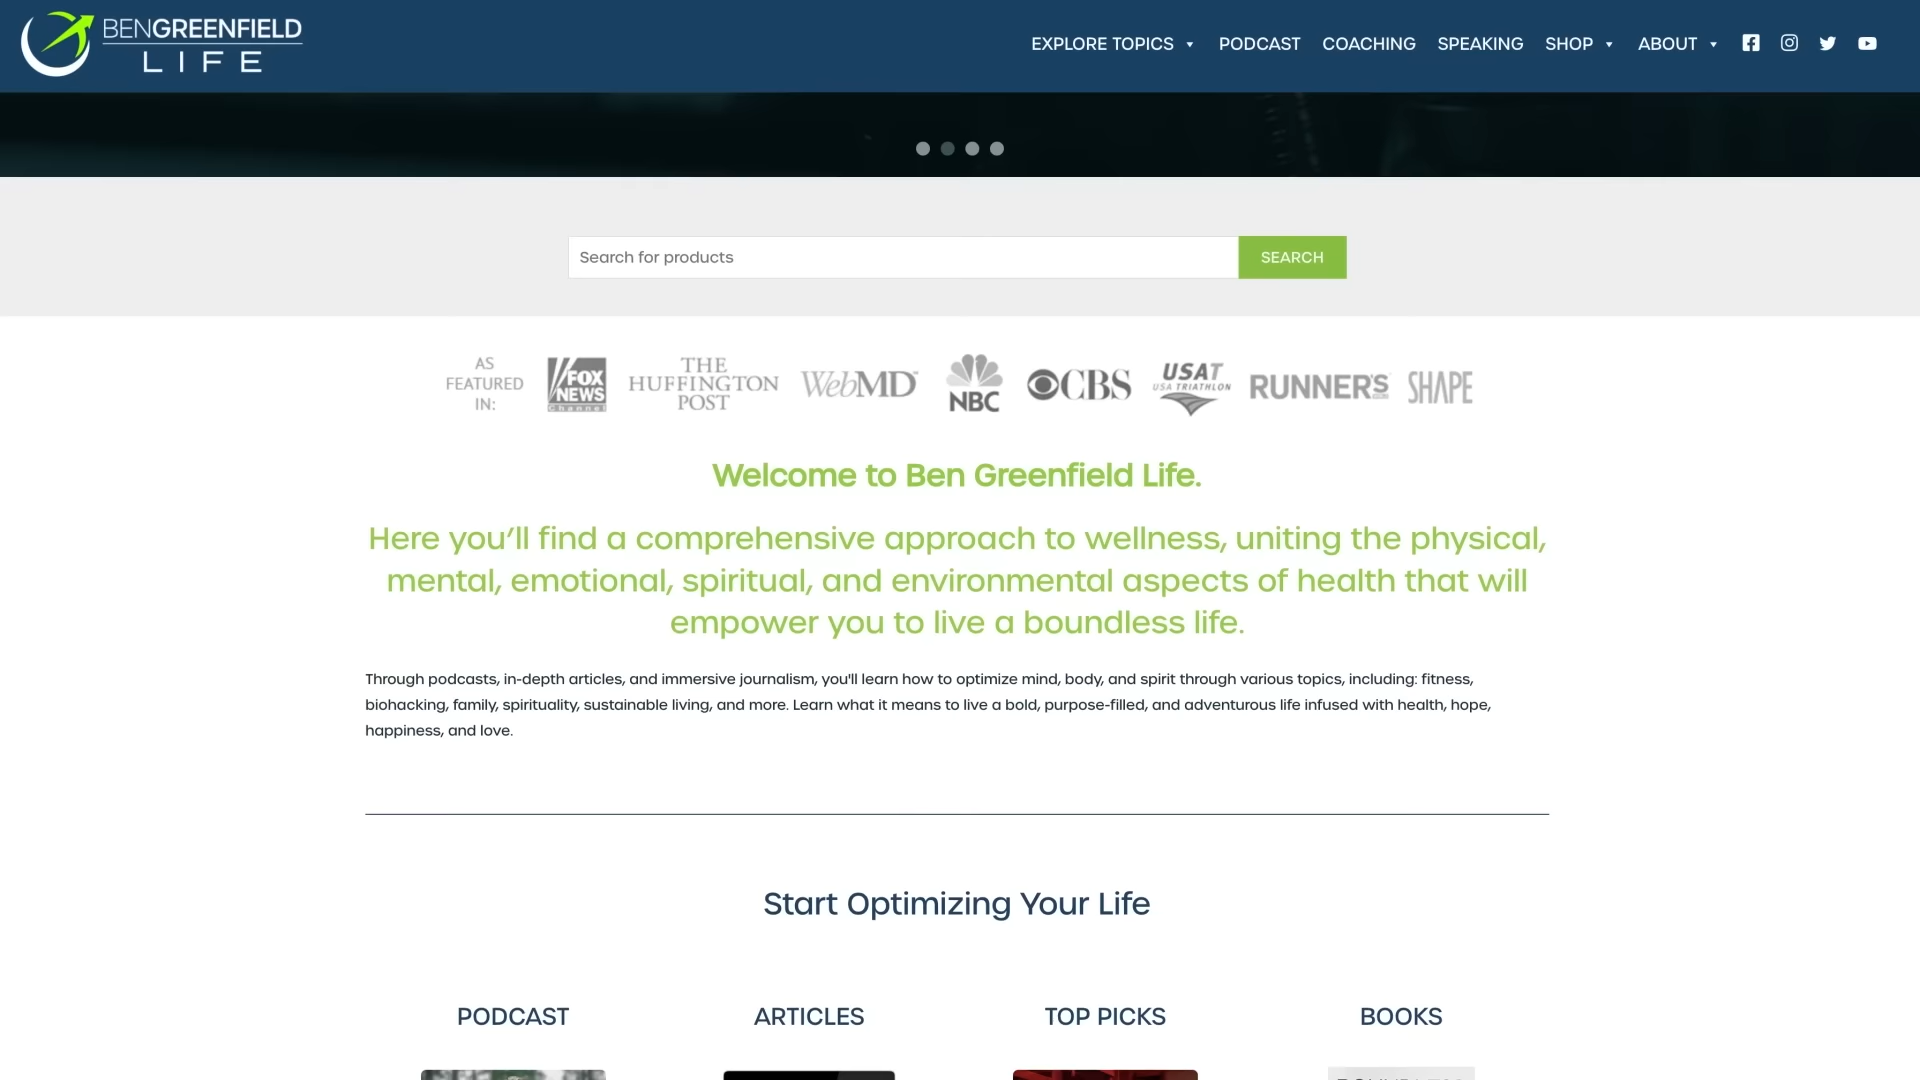 BENGREENFIELD
LIFE
EXPLORE TOPICS PODCAST COACHING SPEAKING SHOP ABOUT
Search for products SEARCH
AS
FEATURED
IN:
FOX
NEWS
Channel
THE
HUFFINGTON
POST
WebMD
NBC
CBS
USAT
USA TRIATHLON
RUNNER'S
SHAPE
Welcome to Ben Greenfield Life.
Here you’ll find a comprehensive approach to wellness, uniting the physical,
mental, emotional, spiritual, and environmental aspects of health that will
empower you to live a boundless life.
Through podcasts, in-depth articles, and immersive journalism, you'll learn how to optimize mind, body, and spirit through various topics, including: fitness,
biohacking, family, spirituality, sustainable living, and more. Learn what it means to live a bold, purpose-filled, and adventurous life infused with health, hope,
happiness, and love.
Start Optimizing Your Life
PODCAST ARTICLES TOP PICKS BOOKS